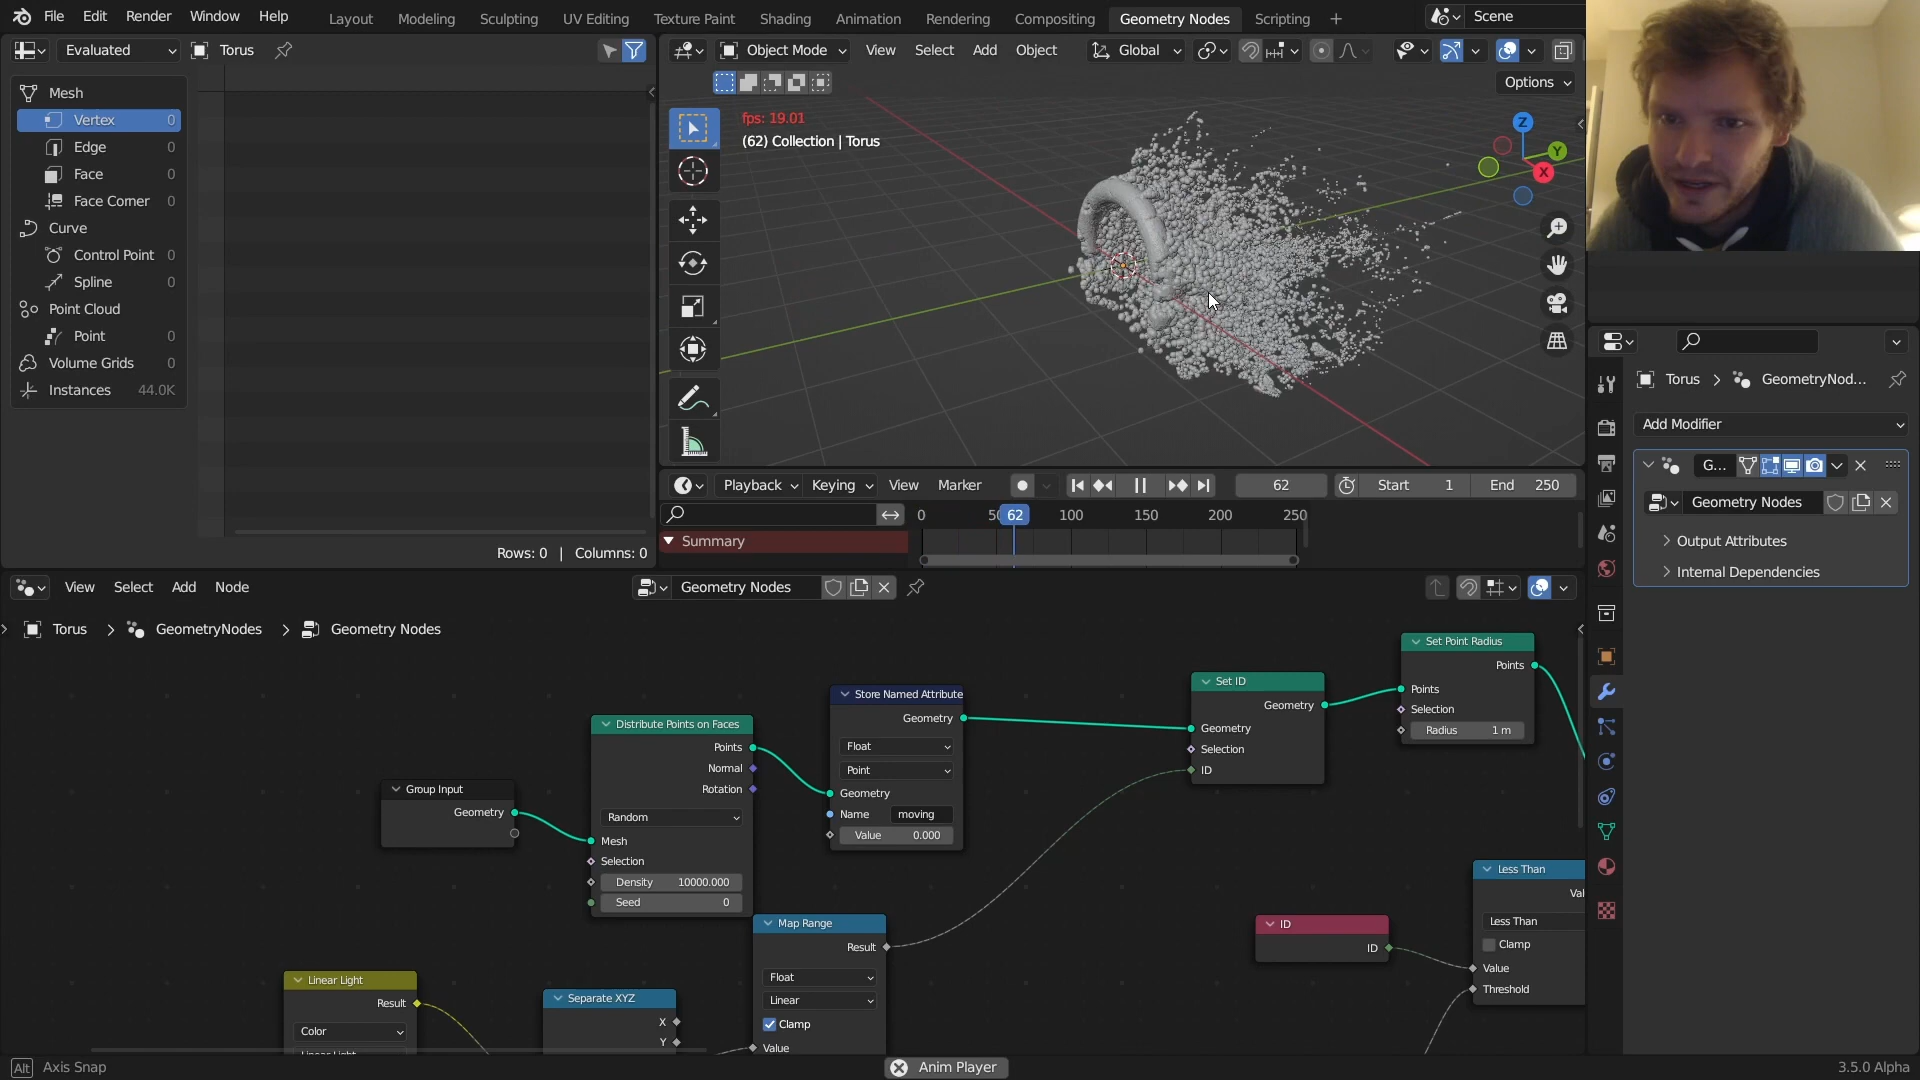 File Edit Render Window Help Layout Modeling Sculpting UV Editing Texture Paint Shading Animation Rendering Compositing Geometry Nodes Scripting + Scene
Evaluated Torus
Object Mode View Select Add Object Global
Options
Mesh
Vertex 0
Edge 0
Face 0
Face Corner 0
Curve
Control Point 0
Spline 0
Point Cloud 0
Point 0
Volume Grids 0
Instances 44.0K
Rows: 0 | Columns: 0
fps: 19.01
(62) Collection | Torus
Z
Y
X
Playback Keying View Marker 62 Start 1 End 250
0 50 62 100 150 200 250
Summary
Torus > GeometryNod...
Add Modifier
G...
Geometry Nodes
Output Attributes
Internal Dependencies
View Select Add Node Geometry Nodes
Torus > GeometryNodes > Geometry Nodes
Group Input
Geometry
Distribute Points on Faces
Points
Normal
Rotation
Random
Mesh
Selection
Density 10000.000
Seed 0
Store Named Attribute
Geometry
Float
Point
Geometry
Name moving
Value 0.000
Set ID
Geometry
Geometry
Selection
ID
Set Point Radius
Points
Points
Selection
Radius 1 m
Linear Light
Result
Color
Linear Light
Separate XYZ
X
Y
Map Range
Result
Float
Linear
Clamp
Value
ID
ID
Less Than
Val
Less Than
Clamp
Value
Threshold
Alt Axis Snap
Anim Player
3.5.0 Alpha